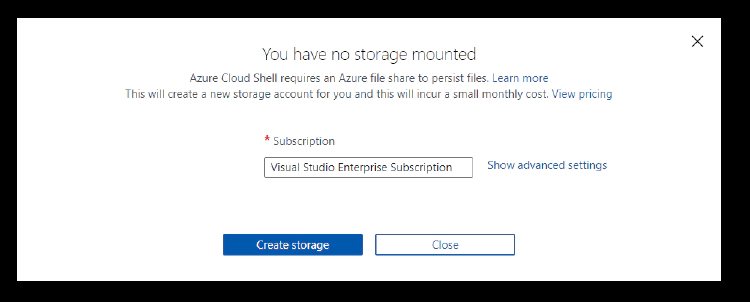 You have no storage mounted
Azure Cloud Shell requires an Azure file share to persist files. Learn more
This will create a new storage account for you and this will incur a small monthly cost. View pricing
* Subscription
Visual Studio Enterprise Subscription
Show advanced settings
Create storage
Close